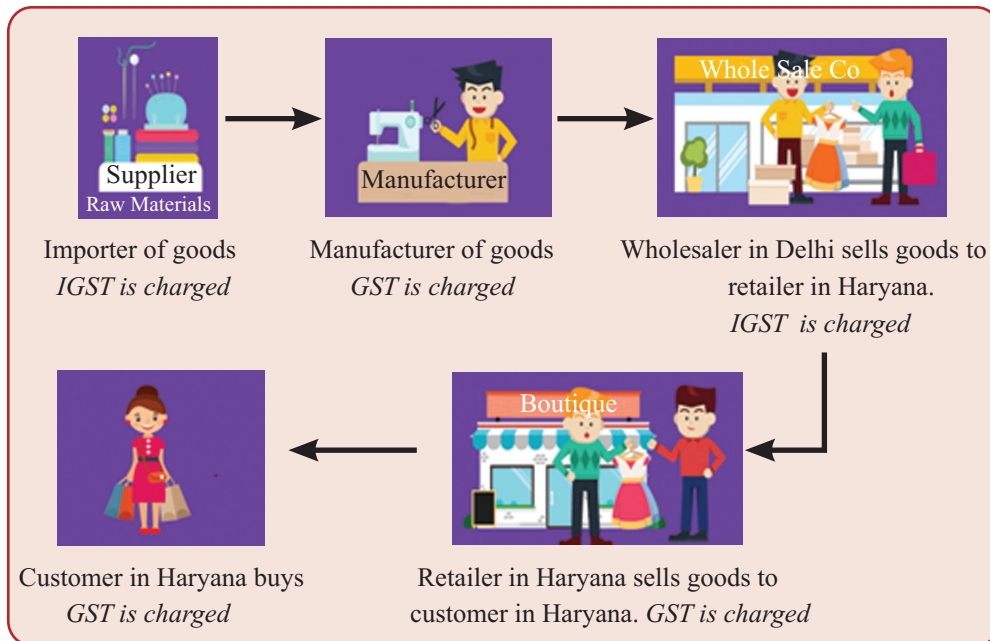 Supplier
Raw Materials
Importer of goods
IGST is charged
Manufacturer
Manufacturer of goods
GST is charged
Whole Sale Co
Wholesaler in Delhi sells goods to
retailer in Haryana.
IGST is charged
Boutique
Retailer in Haryana sells goods to
customer in Haryana. GST is charged
Customer in Haryana buys
GST is charged